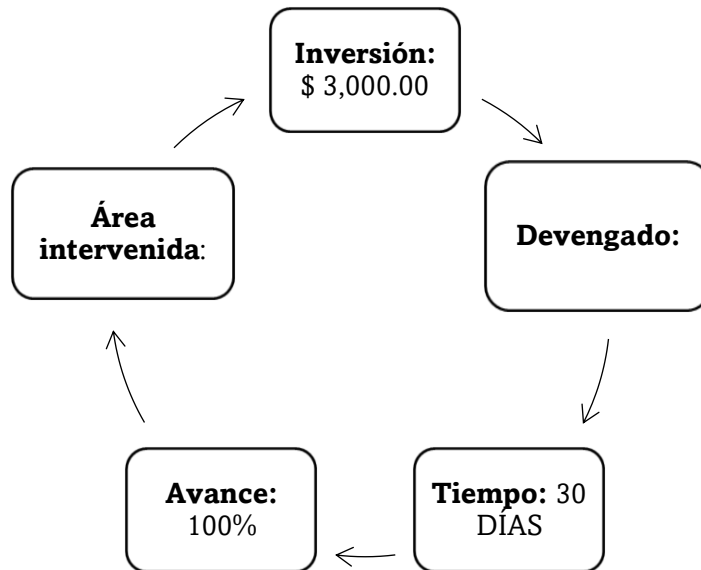 Inversión:
$ 3,000.00
Devengado:
Tiempo: 30
DÍAS
Avance:
100%
Área
intervenida: